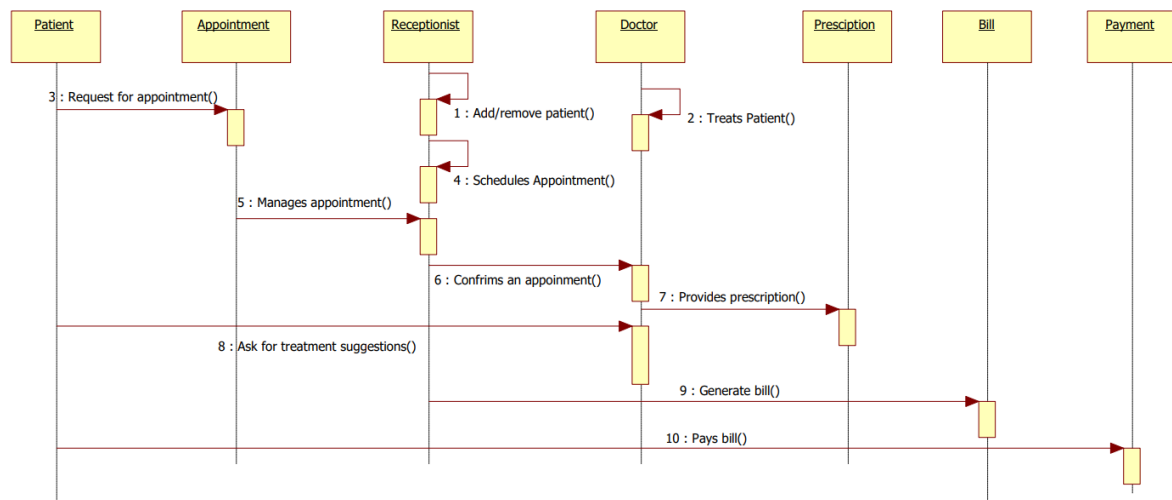 Patient
Appointment
Receptionist
Doctor
Presciption
Bill
Payment
3 : Request for appointment()
1 : Add/remove patient()
2 : Treats Patient()
4 : Schedules Appointment()
5 : Manages appointment()
6 : Confrims an appoinment()
7 : Provides prescription()
8 : Ask for treatment suggestions()
9 : Generate bill()
10 : Pays bill()